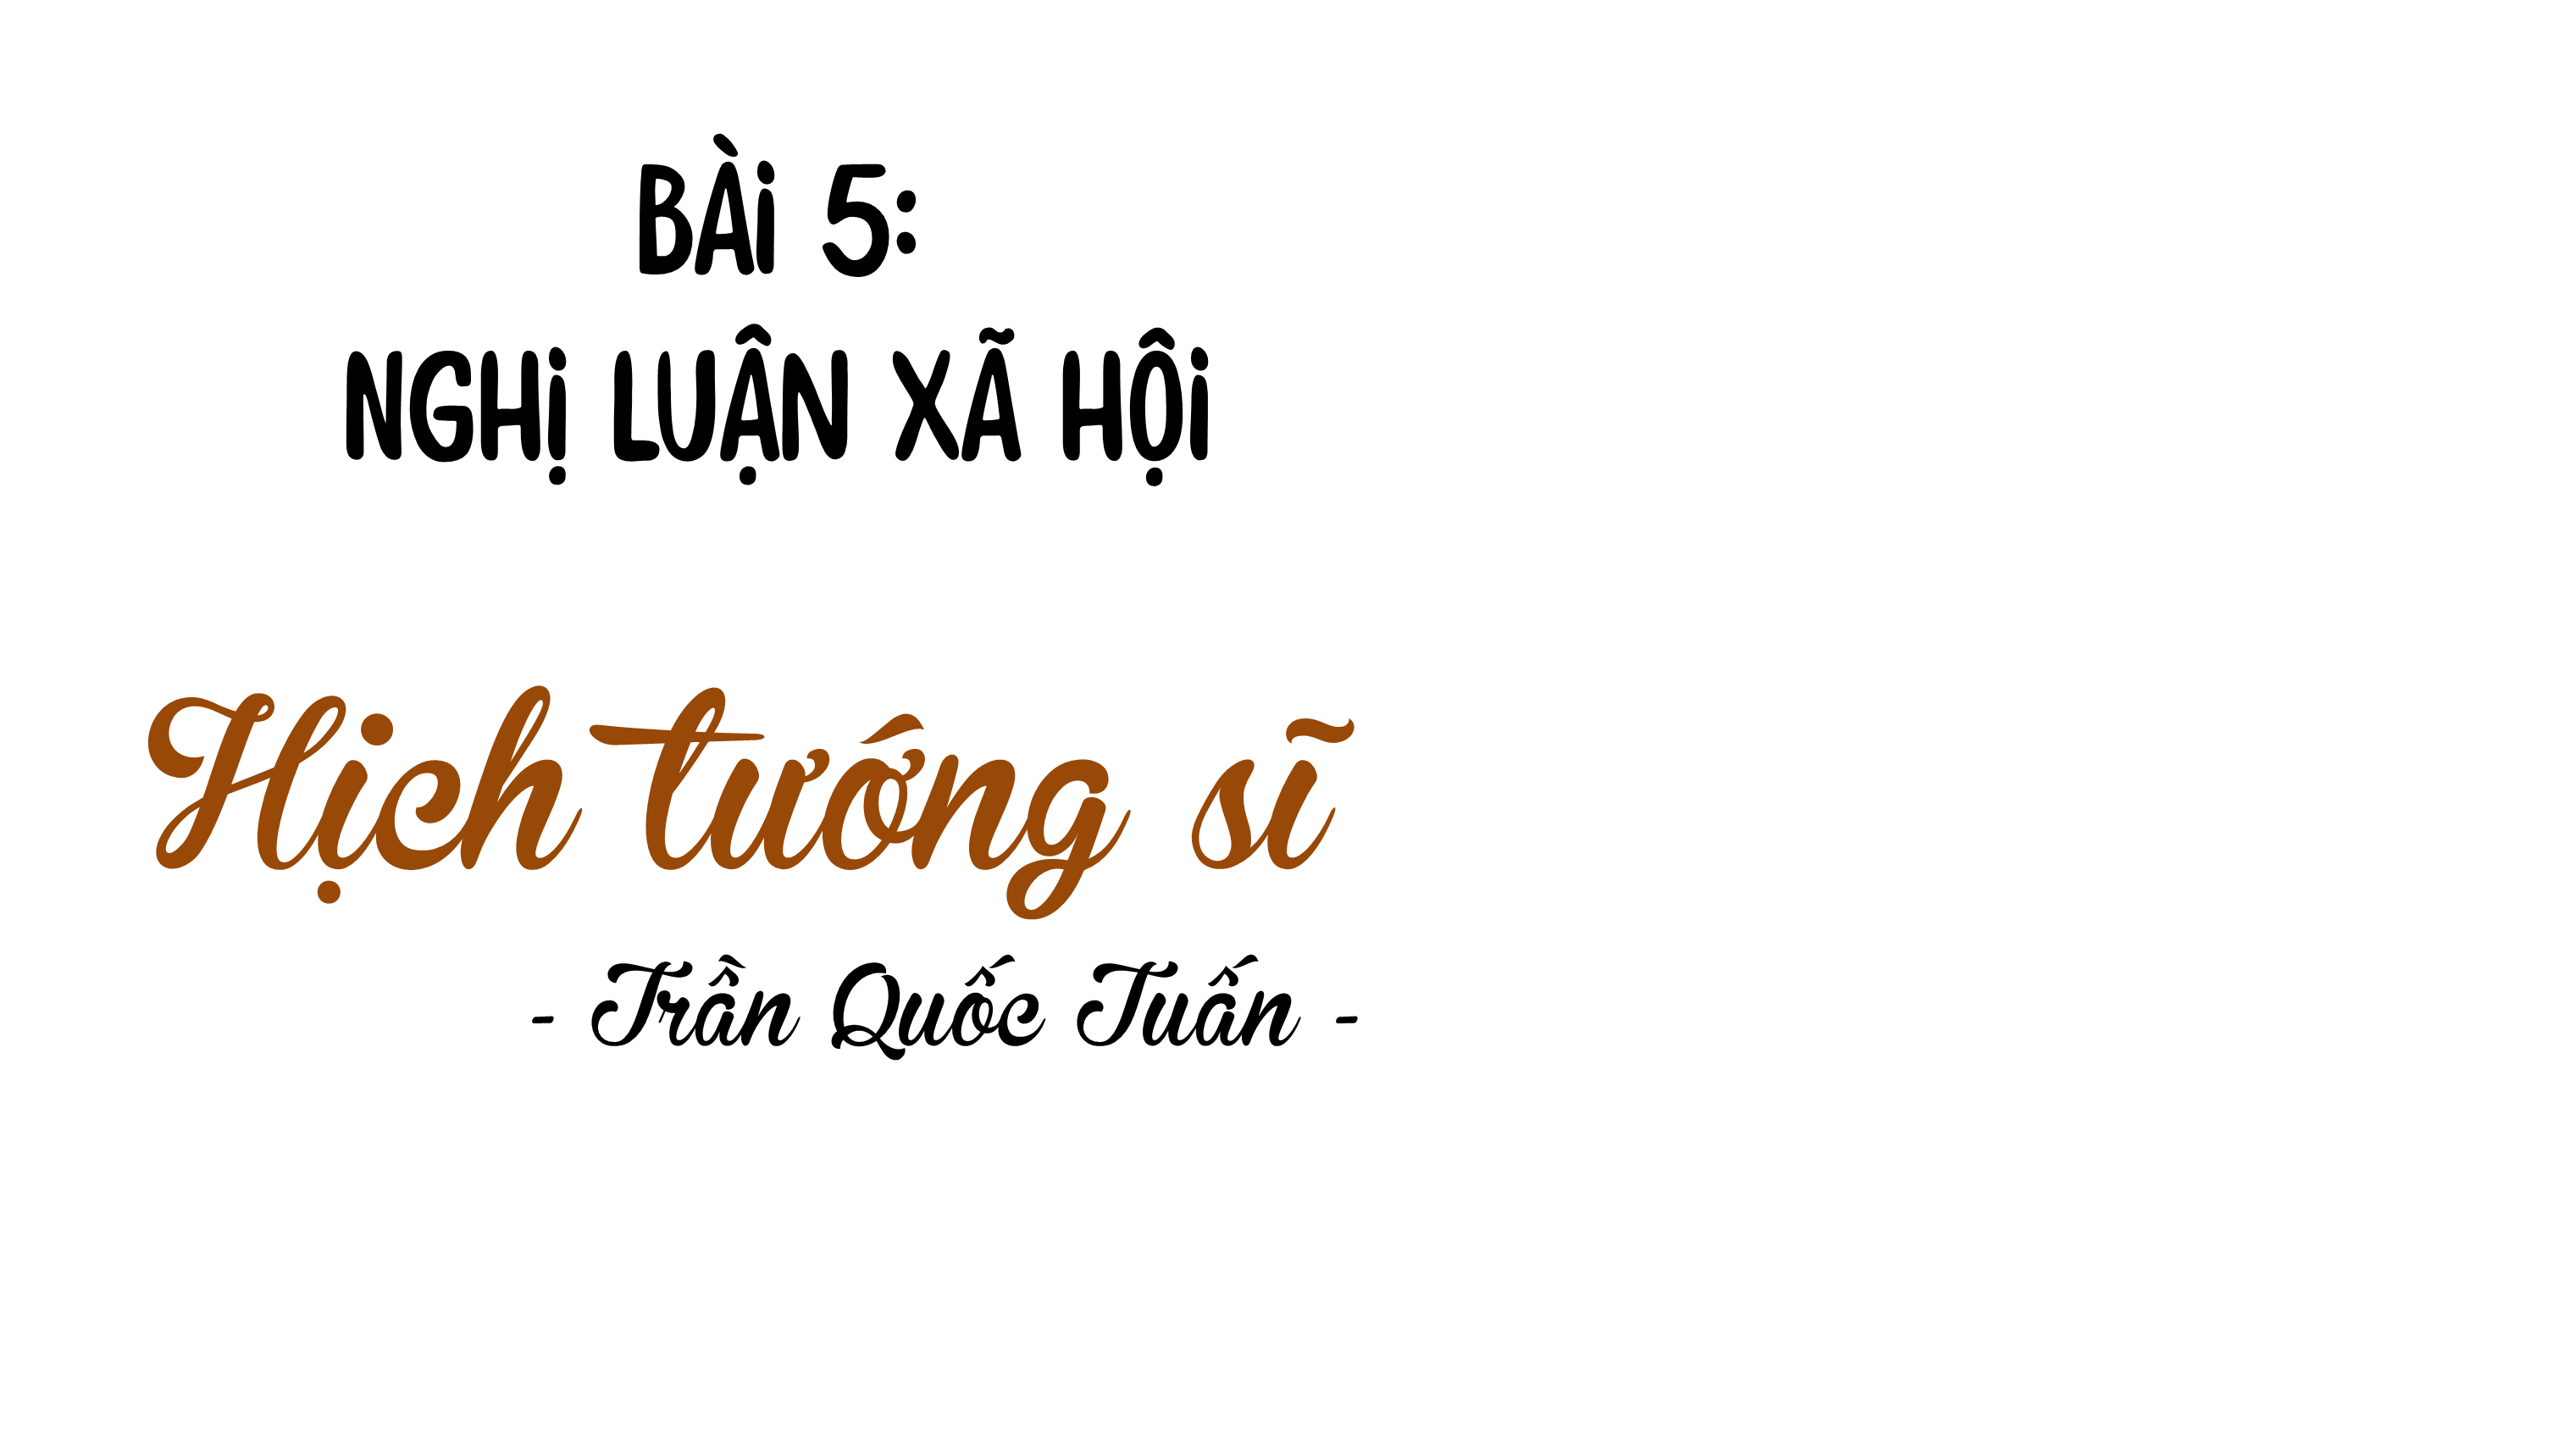 BÀI 5:
NGHỊ LUẬN XÃ HỘI
Hịch tướng sĩ
- Trần Quốc Tuấn -